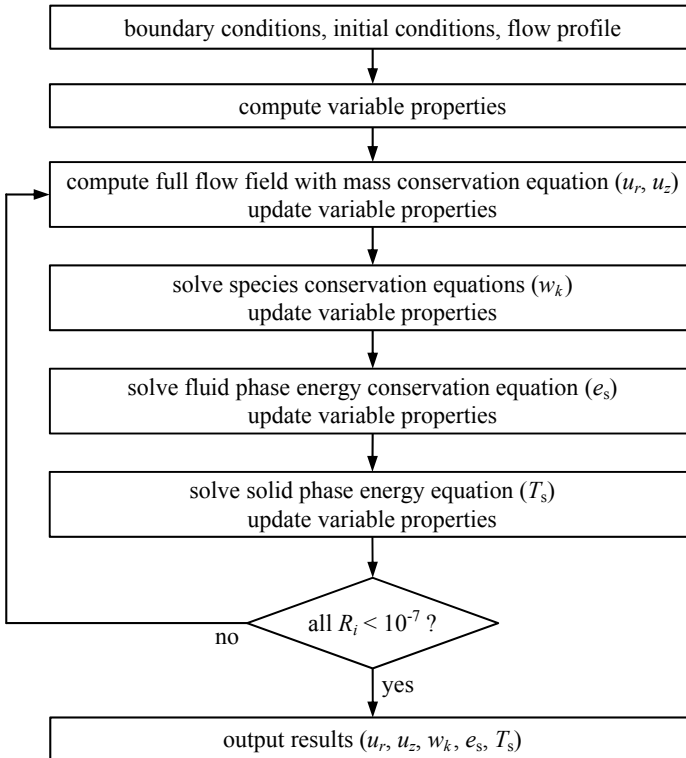 boundary conditions, initial conditions, flow profile
compute variable properties
compute full flow field with mass conservation equation (u_r, u_z)
update variable properties
solve species conservation equations (w_k)
update variable properties
solve fluid phase energy conservation equation (e_s)
update variable properties
solve solid phase energy equation (T_s)
update variable properties
all R_i < 10^-7 ?
no
yes
output results (u_r, u_z, w_k, e_s, T_s)